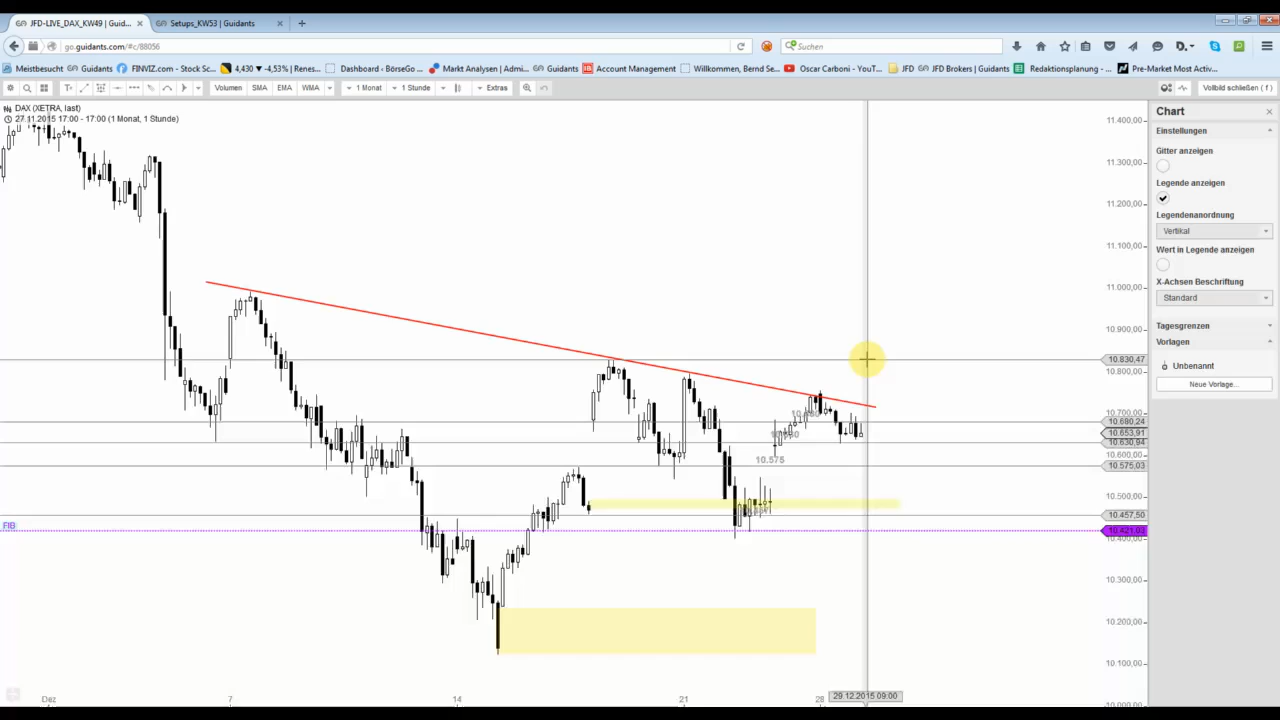 JFD-LIVE_DAX_KW49 | Guid... ×
Setups_KW53 | Guidants ×
+
go.guidants.com/#c/88056
Suchen
Meistbesucht
Guidants
FINVIZ.com - Stock Sc...
4,430 ▼ -4,53% | Renes...
Dashboard - BörseGo ...
Markt Analysen | Admi...
Guidants
Account Management
Willkommen, Bernd Se...
Oscar Carboni - YouT...
JFD
JFD Brokers | Guidants
Redaktionsplanung - ...
Pre-Market Most Activ...
Volumen
SMA
EMA
WMA
1 Monat
1 Stunde
Extras
Vollbild schließen ( f )
DAX (XETRA, last)
27.11.2015 17:00 - 17:00 (1 Monat, 1 Stunde)
11.400,00
11.300,00
11.200,00
11.100,00
11.000,00
10.900,00
10.830,47
10.800,00
10.700,00
10.680,24
10.653,91
10.630,94
10.600,00
10.575,03
10.575
10.500,00
10.457,50
FIB
10.421,03
10.400,00
10.300,00
10.200,00
10.100,00
10.000,00
Dez
7
14
21
28
29.12.2015 09:00
Chart
Einstellungen
Gitter anzeigen
Legende anzeigen
Legendenanordnung
Vertikal
Wert in Legende anzeigen
X-Achsen Beschriftung
Standard
Tagesgrenzen
Vorlagen
Unbenannt
Neue Vorlage...